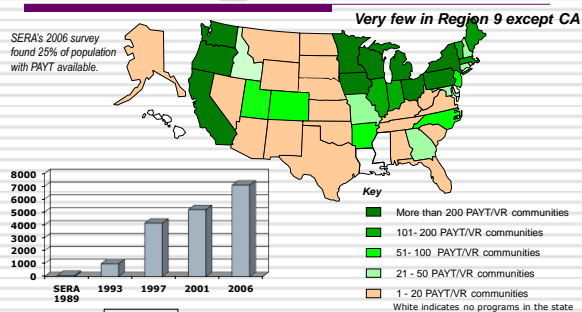 Very few in Region 9 except CA
SERA's 2006 survey
found 25% of population
with PAYT available.
8000
7000
6000
5000
4000
3000
2000
1000
0
SERA
1989
1993
1997
2001
2006
Key
More than 200 PAYT/VR communities
101- 200 PAYT/VR communities
51- 100 PAYT/VR communities
21 - 50 PAYT/VR communities
1 - 20 PAYT/VR communities
White indicates no programs in the state